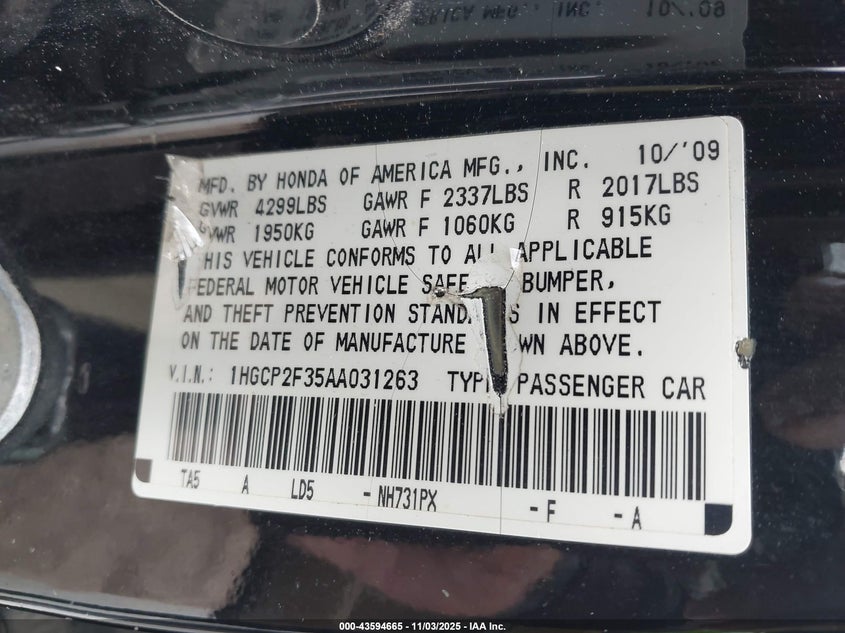 MFD. BY HONDA OF AMERICA MFG., INC. 10/'09
GVWR 4299LBS GAWR F 2337LBS R 2017LBS
GVWR 1950KG GAWR F 1060KG R 915KG
THIS VEHICLE CONFORMS TO ALL APPLICABLE
FEDERAL MOTOR VEHICLE SAFE BUMPER,
AND THEFT PREVENTION STAND S IN EFFECT
ON THE DATE OF MANUFACTURE WN ABOVE.
V.I.N.: 1HGCP2F35AA031263 TYPE PASSENGER CAR
TA5 A LD5 -NH731PX -F -A
000-43594665 - 11/03/2025 - IAA Inc.